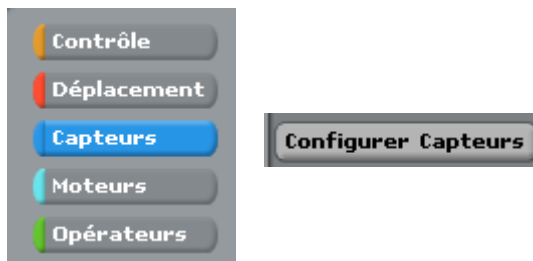 Contrôle
Déplacement
Capteurs
Moteurs
Opérateurs
Configurer Capteurs